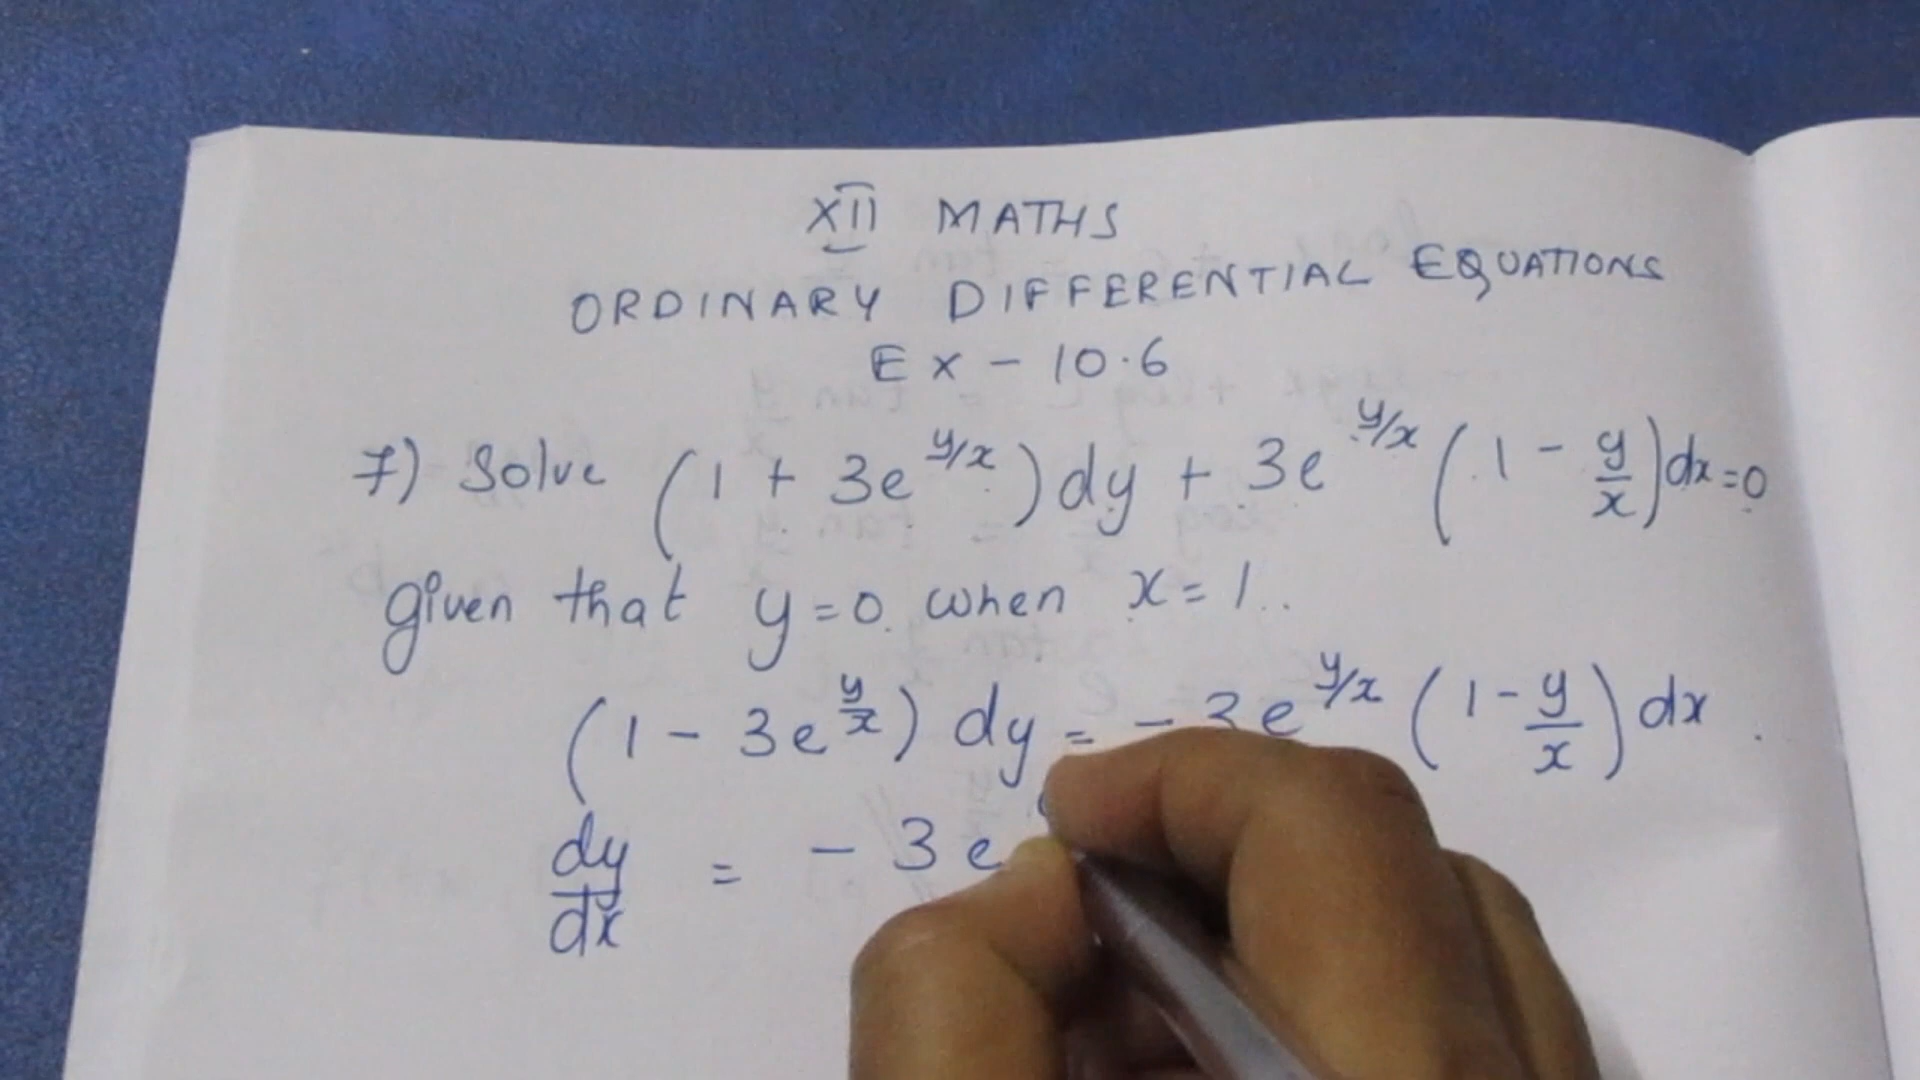 XII MATHS
ORDINARY DIFFERENTIAL EQUATIONS
EX - 10.6
7) Solve (1 + 3e^{y/x}) dy + 3e^{y/x} (1 - y/x) dx = 0
given that y = 0 when x = 1.
(1 - 3e^{y/x}) dy = - 3e^{y/x} (1 - y/x) dx
dy/dx = - 3e